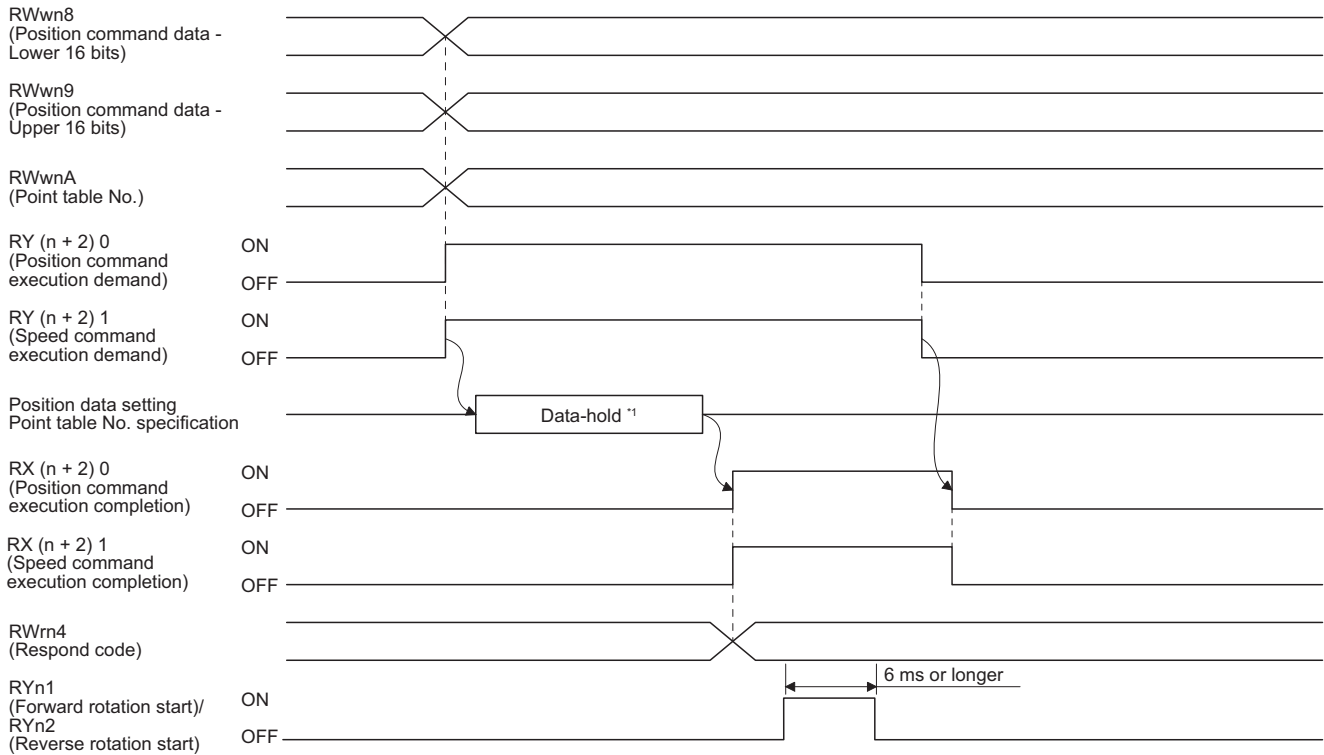 RWwn8
(Position command data -
Lower 16 bits)
RWwn9
(Position command data -
Upper 16 bits)
RWwnA
(Point table No.)
RY (n + 2) 0
(Position command
execution demand)
ON
OFF
RY (n + 2) 1
(Speed command
execution demand)
ON
OFF
Position data setting
Point table No. specification
Data-hold *1
RX (n + 2) 0
(Position command
execution completion)
ON
OFF
RX (n + 2) 1
(Speed command
execution completion)
ON
OFF
RWrn4
(Respond code)
6 ms or longer
RYn1
(Forward rotation start)/
RYn2
(Reverse rotation start)
ON
OFF